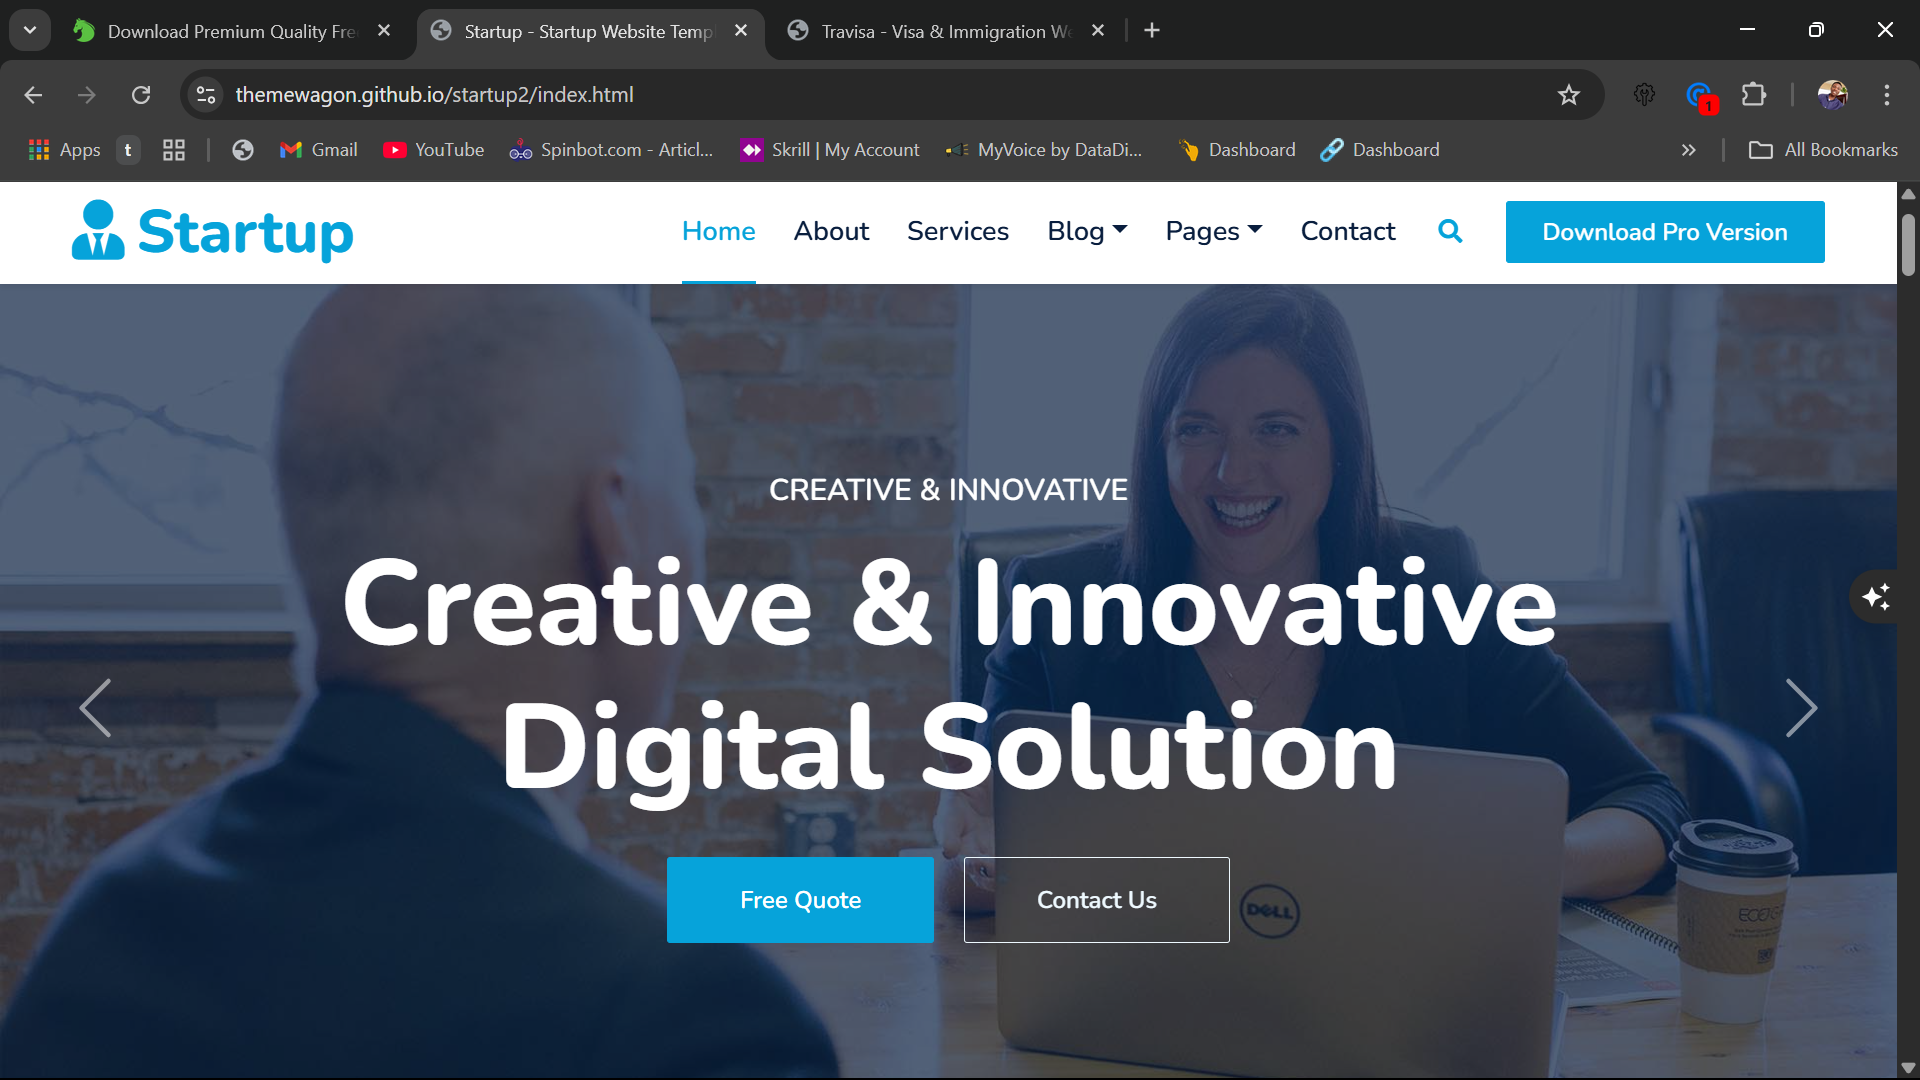 Download Premium Quality Fre
Startup - Startup Website Temp
Travisa - Visa & Immigration We
themewagon.github.io/startup2/index.html
1
Apps
t
Gmail
YouTube
Spinbot.com - Articl...
Skrill | My Account
MyVoice by DataDi...
Dashboard
Dashboard
All Bookmarks
Startup
Home
About
Services
Blog
Pages
Contact
Download Pro Version
CREATIVE & INNOVATIVE
Creative & Innovative
Digital Solution
Free Quote
Contact Us
DELL